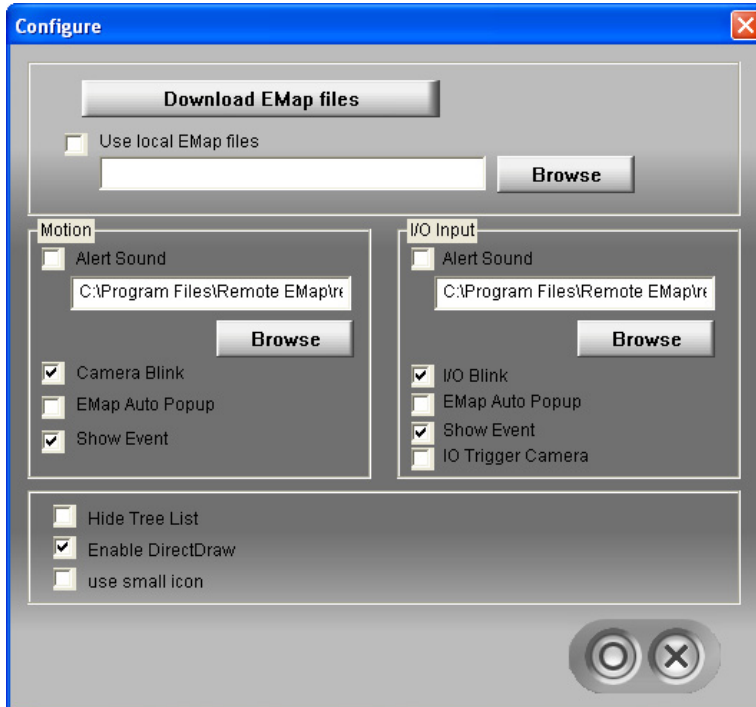 Configure
Download EMap files
Use local EMap files
Browse
Motion
Alert Sound
C:\Program Files\Remote EMap\re
Browse
Camera Blink
EMap Auto Popup
Show Event
I/O Input
Alert Sound
C:\Program Files\Remote EMap\re
Browse
I/O Blink
EMap Auto Popup
Show Event
IO Trigger Camera
Hide Tree List
Enable DirectDraw
use small icon